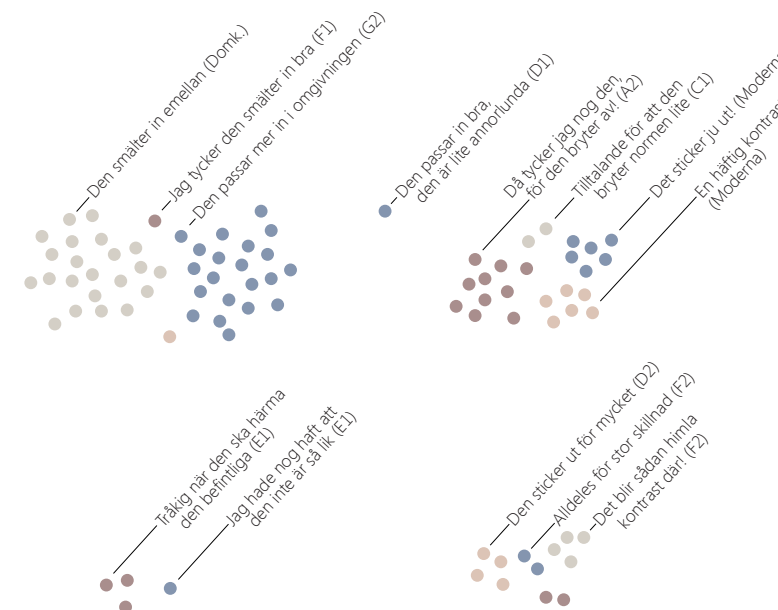 Den smälter in emellan (Domk.)
Jag tycker den smälter in bra (F1)
Den passar mer in i omgivningen (G2)
Den passar in bra,
den är lite annorlunda (D1)
Då tycker jag nog den,
för den bryter av! (A2)
Tilltalande för att den
bryter normen lite (C1)
Det sticker ju ut! (Moderna
En häftig kontras
(Moderna)
Tråkig när den ska härma
den befintliga (E1)
Jag hade nog haft att
den inte är så lik (E1)
Den sticker ut för mycket (D2)
Alldeles för stor skillnad (F2)
Det blir sådan himla
kontrast där! (F2)